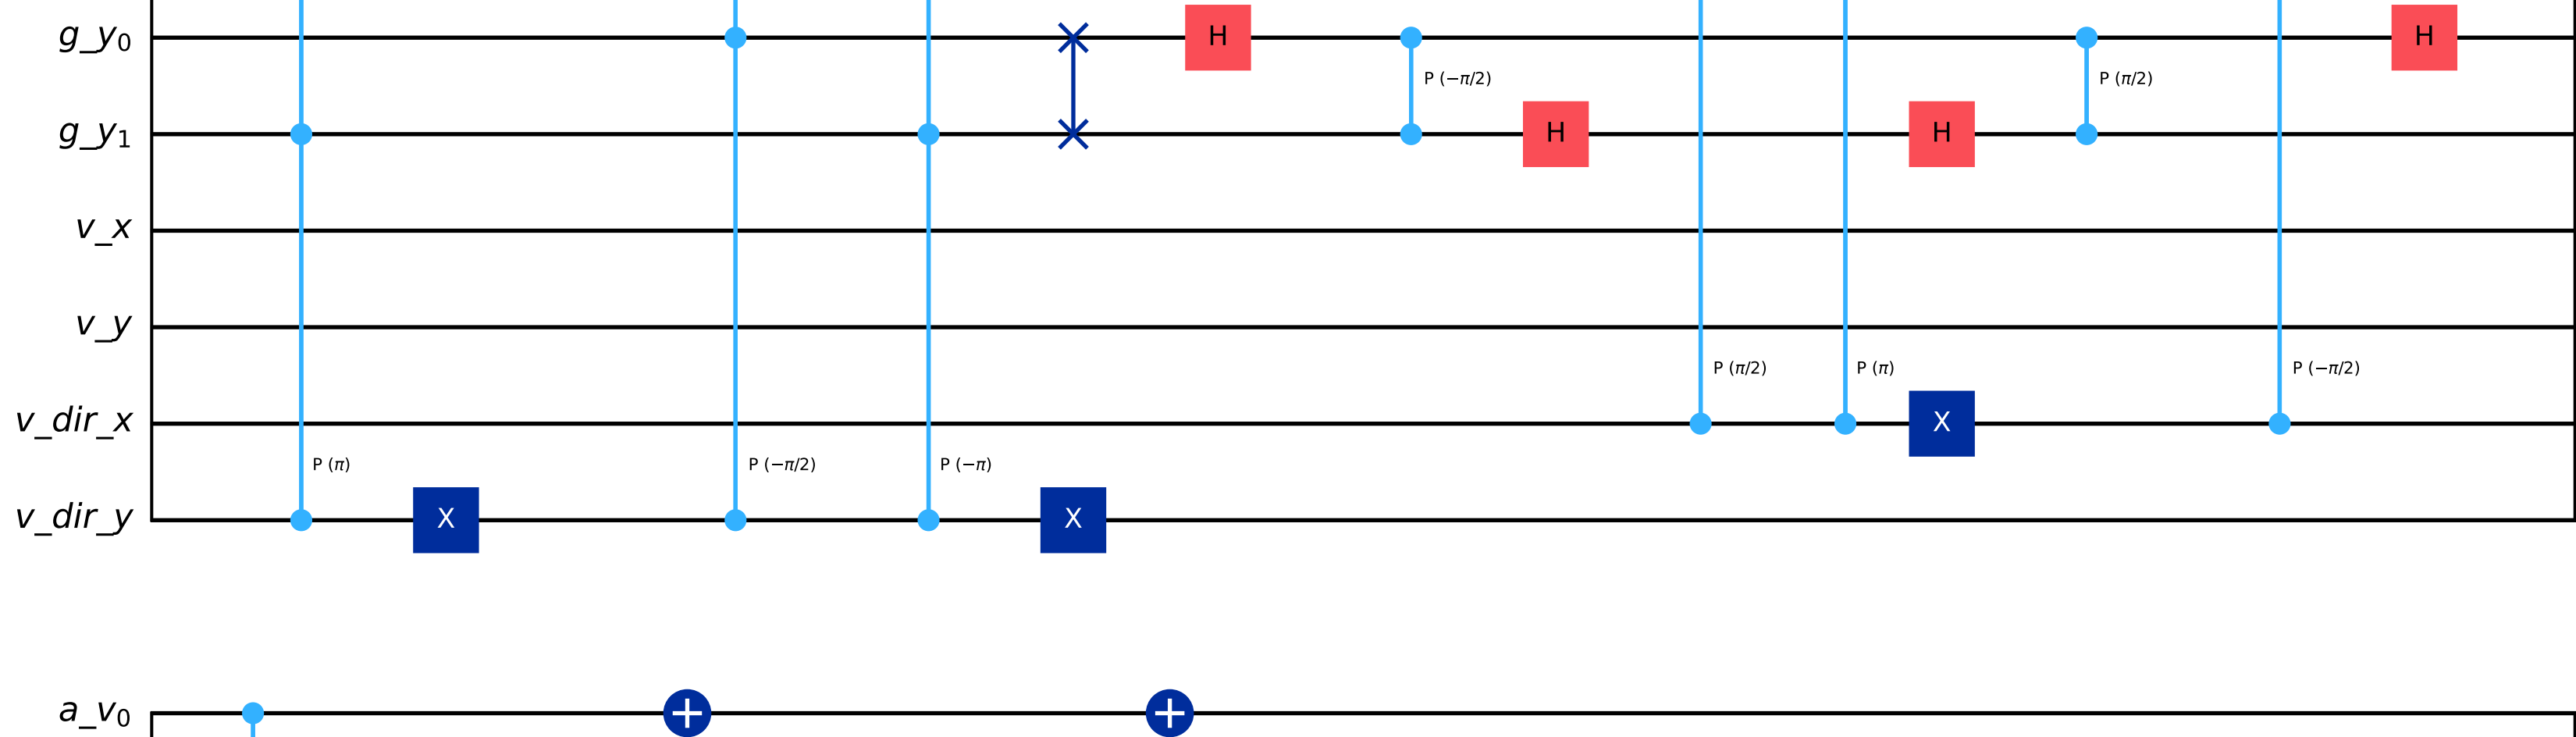 g_y₀ H H
P (−π/2) P (π/2)
g_y₁ H H
v_x
v_y
P (π/2) P (π) P (−π/2)
v_dir_x X
P (π) P (−π/2) P (−π)
v_dir_y X X
a_v₀